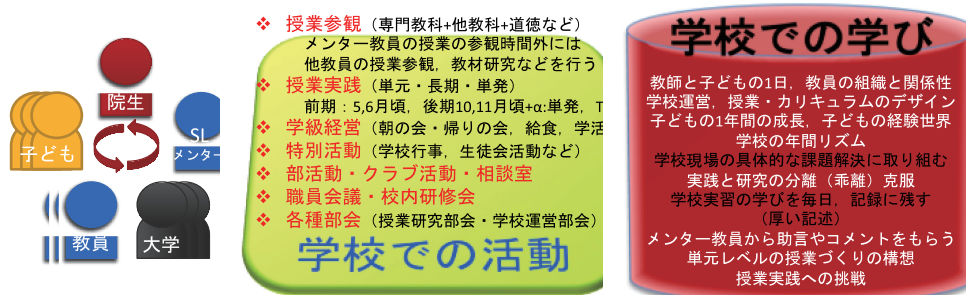 院生
子ども
SL
メンター
教員
大学
❖ 授業参観（専門教科+他教科+道徳など）
メンター教員の授業の参観時間外には
他教員の授業参観，教材研究などを行う
❖ 授業実践（単元・長期・単発）
前期：5,6月頃，後期10,11月頃+α:単発，T
❖ 学級経営（朝の会・帰りの会，給食，学活
❖ 特別活動（学校行事，生徒会活動など）
❖ 部活動・クラブ活動・相談室
❖ 職員会議・校内研修会
❖ 各種部会（授業研究部会・学校運営部会）
学校での活動
学校での学び
教師と子どもの1日，教員の組織と関係性
学校運営，授業・カリキュラムのデザイン
子どもの1年間の成長，子どもの経験世界
学校の年間リズム
学校現場の具体的な課題解決に取り組む
実践と研究の分離（乖離）克服
学校実習の学びを毎日，記録に残す
（厚い記述）
メンター教員から助言やコメントをもらう
単元レベルの授業づくりの構想
授業実践への挑戦